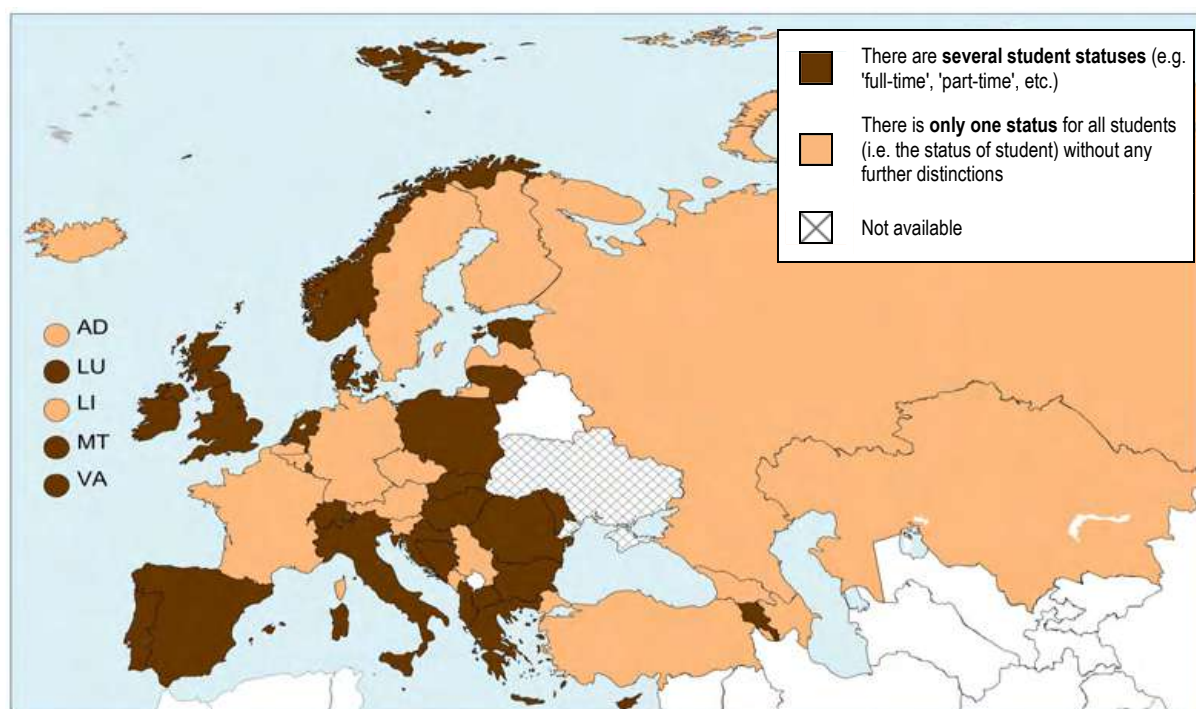 There are several student statuses (e.g.
'full-time', 'part-time', etc.)
There is only one status for all students
(i.e. the status of student) without any
further distinctions
Not available
AD
LU
LI
MT
VA